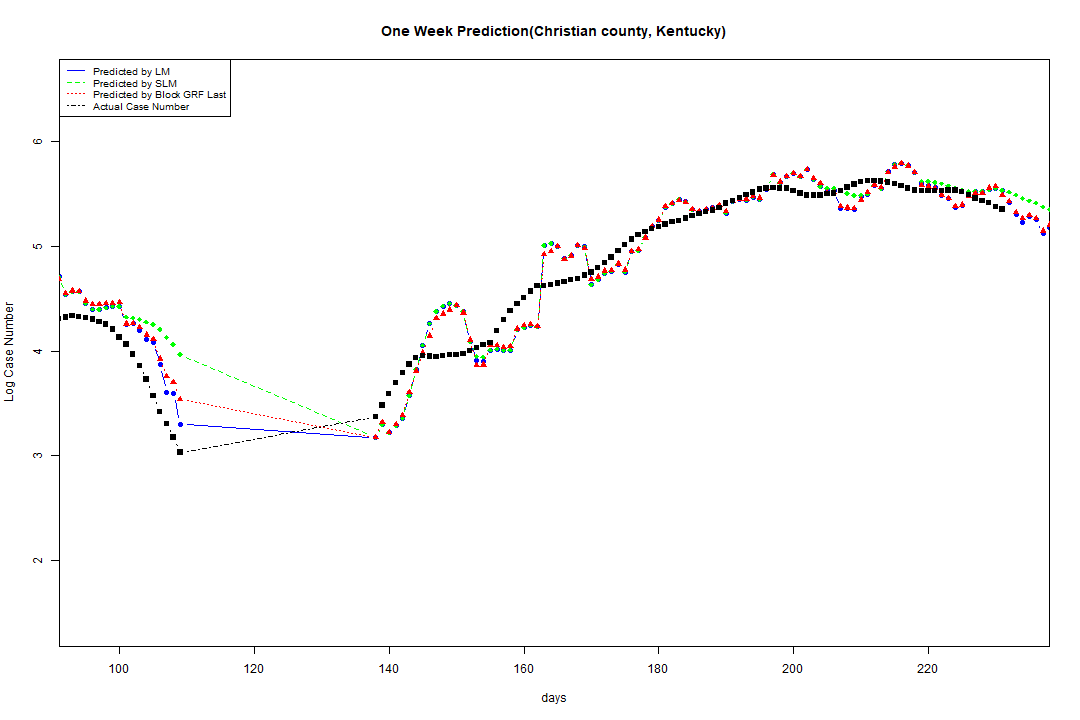 One Week Prediction(Christian county, Kentucky)
Predicted by LM
Predicted by SLM
Predicted by Block GRF Last
Actual Case Number
6
5
4
3
2
Log Case Number
100 120 140 160 180 200 220
days